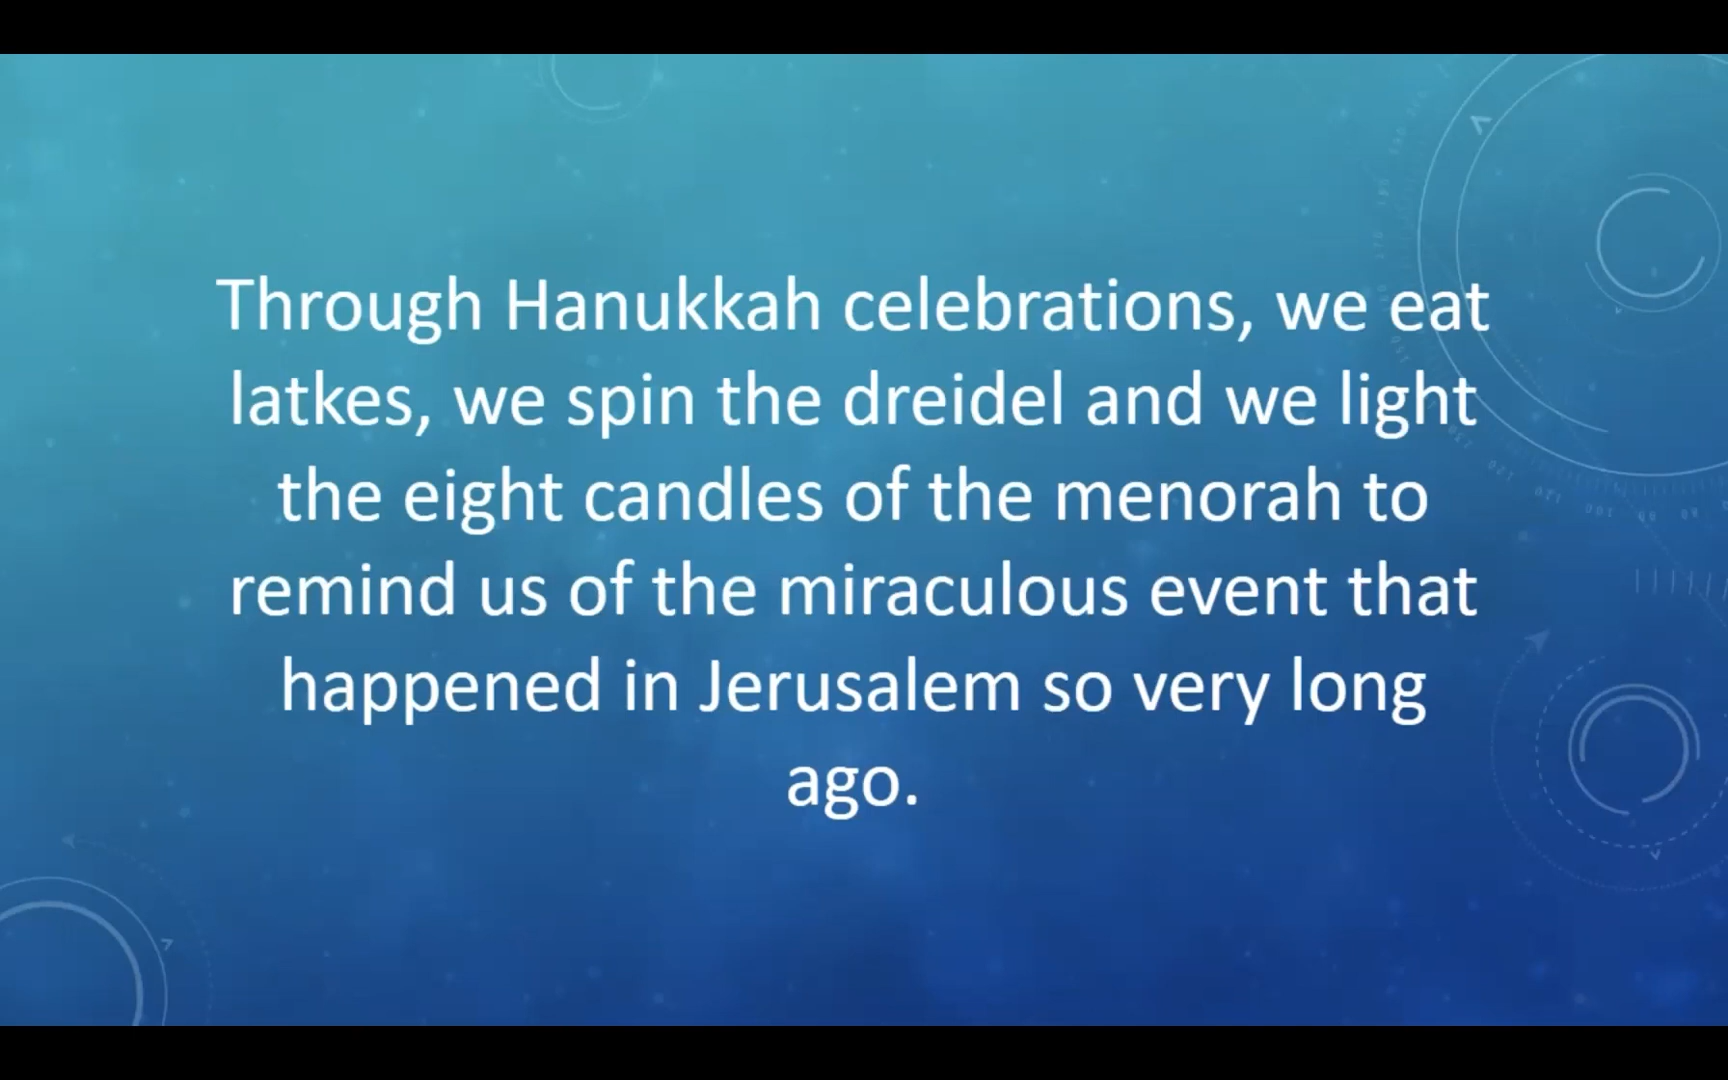 Through Hanukkah celebrations, we eat
latkes, we spin the dreidel and we light
the eight candles of the menorah to
remind us of the miraculous event that
happened in Jerusalem so very long
ago.